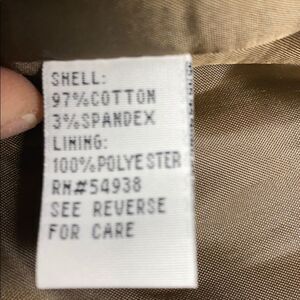 SHELL:
97%COTTON
3%SPANDEX
LINING:
100%POLYESTER
RN#54938
SEE REVERSE
FOR CARE